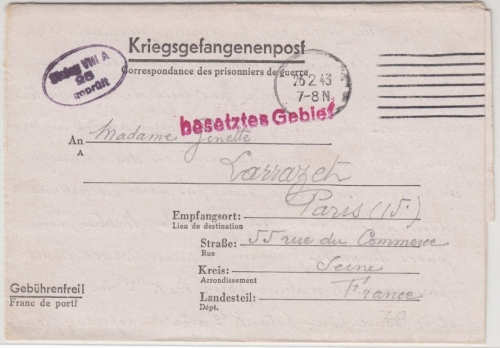 Kriegsgefangenenpost
Correspondance des prisonniers de guerre
Stalag VIII A
26
geprüft
26.2.43
7-8 N.
besetztes Gebiet
An Madame Ginette
A
Larrazet
Empfangsort: Paris (15e)
Lieu de destination
Straße: 55 rue du Commerce
Rue
Kreis: Seine
Arrondissement
Gebührenfrei!
Franc de port!
Landesteil: France
Dépt.